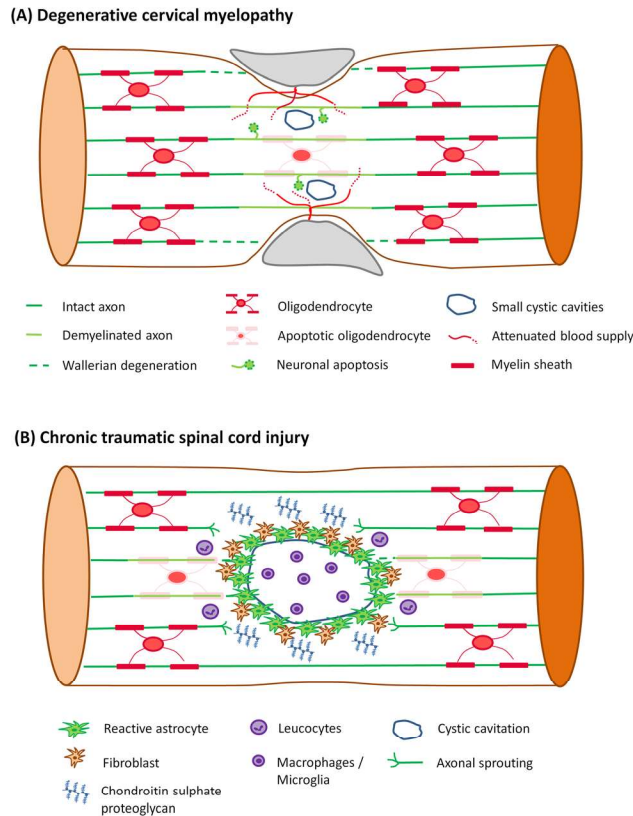 (A) Degenerative cervical myelopathy
Intact axon
Oligodendrocyte
Small cystic cavities
Demyelinated axon
Apoptotic oligodendrocyte
Attenuated blood supply
Wallerian degeneration
Neuronal apoptosis
Myelin sheath
(B) Chronic traumatic spinal cord injury
Reactive astrocyte
Leucocytes
Cystic cavitation
Fibroblast
Macrophages /
Microglia
Axonal sprouting
Chondroitin sulphate
proteoglycan